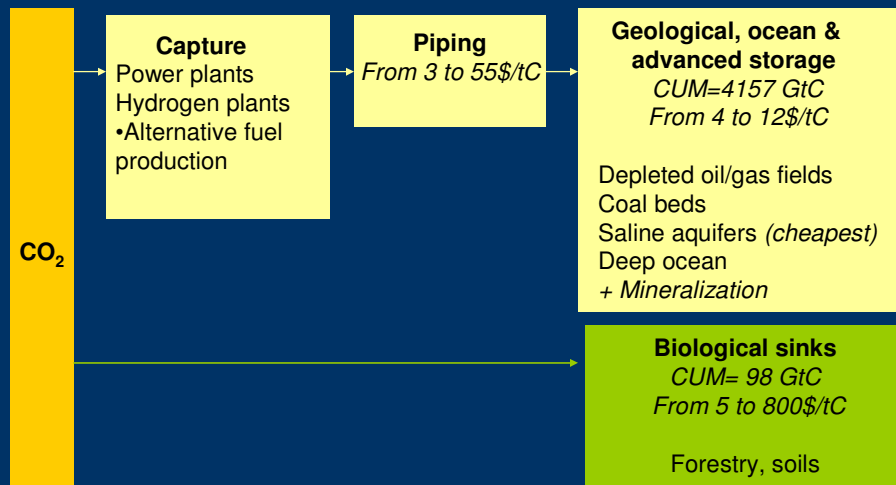 CO₂
Capture
Power plants
Hydrogen plants
•Alternative fuel
production
Piping
From 3 to 55$/tC
Geological, ocean &
advanced storage
CUM=4157 GtC
From 4 to 12$/tC
Depleted oil/gas fields
Coal beds
Saline aquifers (cheapest)
Deep ocean
+ Mineralization
Biological sinks
CUM= 98 GtC
From 5 to 800$/tC
Forestry, soils